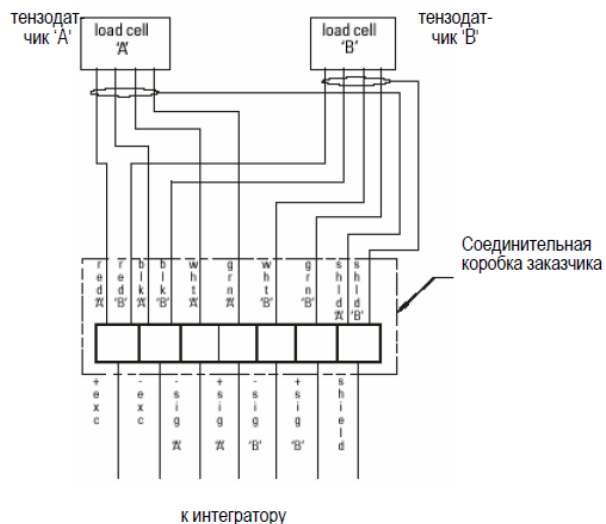 тензодат-
чик 'A'
load cell
'A'
load cell
'B'
тензодат-
чик 'B'
Соединительная
коробка заказчика
red'A'
red'B'
blk'A'
blk'B'
wht'A'
grn'A'
wht'B'
grn'B'
shld'A'
shld'B'
+exc
-exc
-sig 'A'
+sig 'A'
-sig 'B'
+sig 'B'
shield
к интегратору